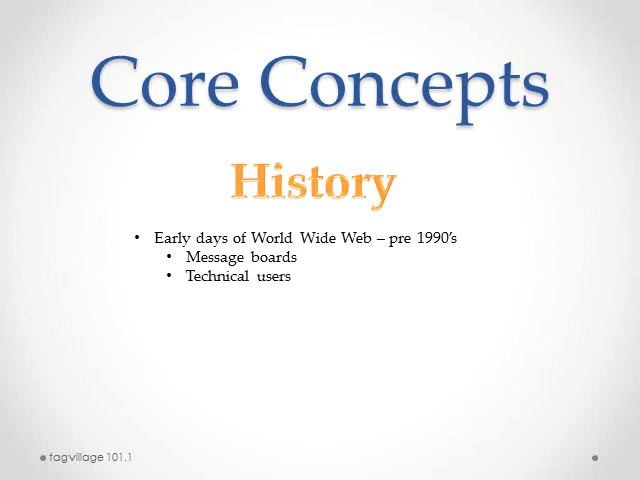 Core Concepts
History
• Early days of World Wide Web – pre 1990's
• Message boards
• Technical users
tagvillage 101.1